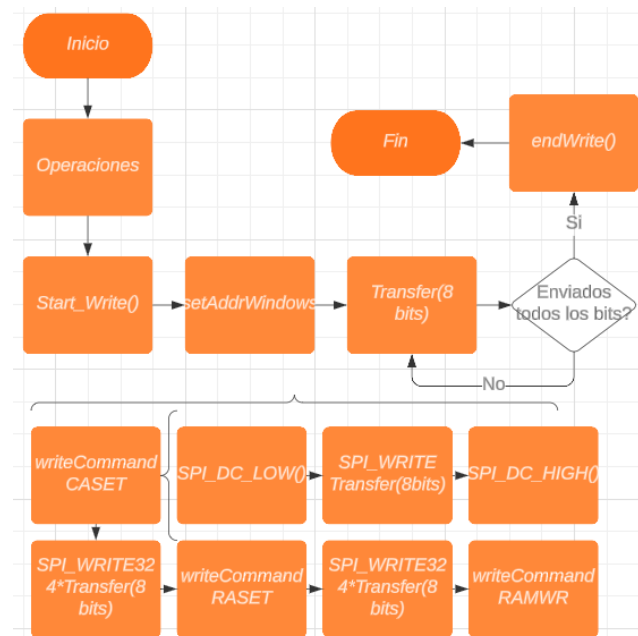 Inicio
Operaciones
Fin
endWrite()
Si
Start_Write()
setAddrWindows
Transfer(8
bits)
Enviados
todos los bits?
No
writeCommand
CASET
SPI_DC_LOW()
SPI_WRITE
Transfer(8bits)
SPI_DC_HIGH()
SPI_WRITE32
4*Transfer(8
bits)
writeCommand
RASET
SPI_WRITE32
4*Transfer(8
bits)
writeCommand
RAMWR